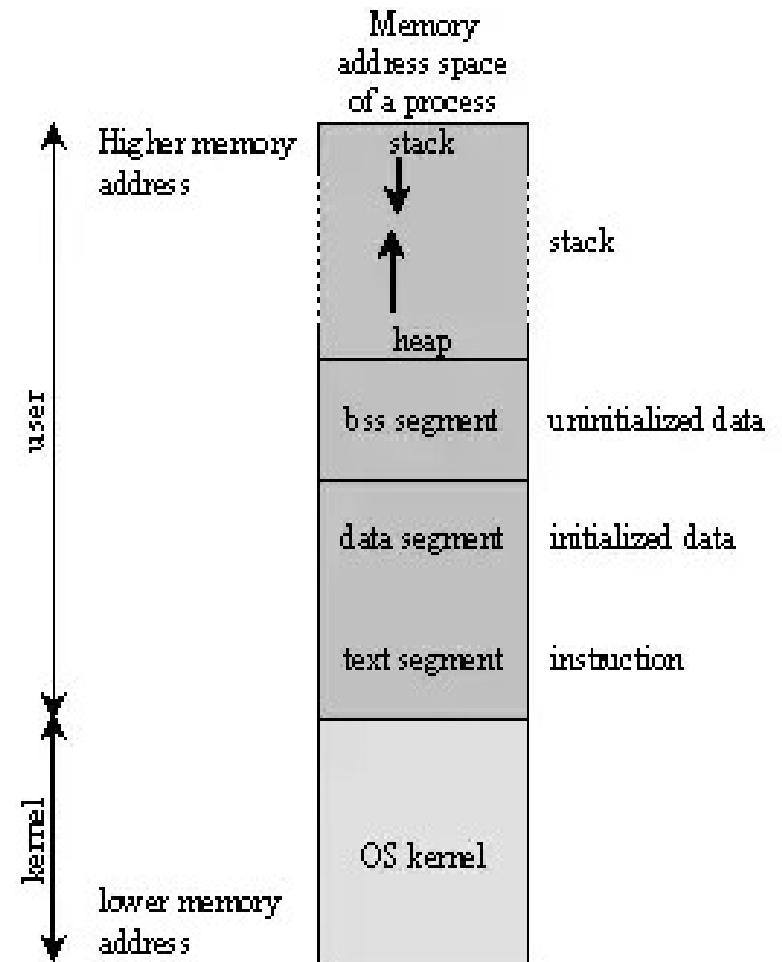 Memory
address space
of a process
Higher memory
address
stack
stack
heap
user
bss segment
uninitialized data
data segment
initialized data
text segment
instruction
kernel
OS kernel
lower memory
address